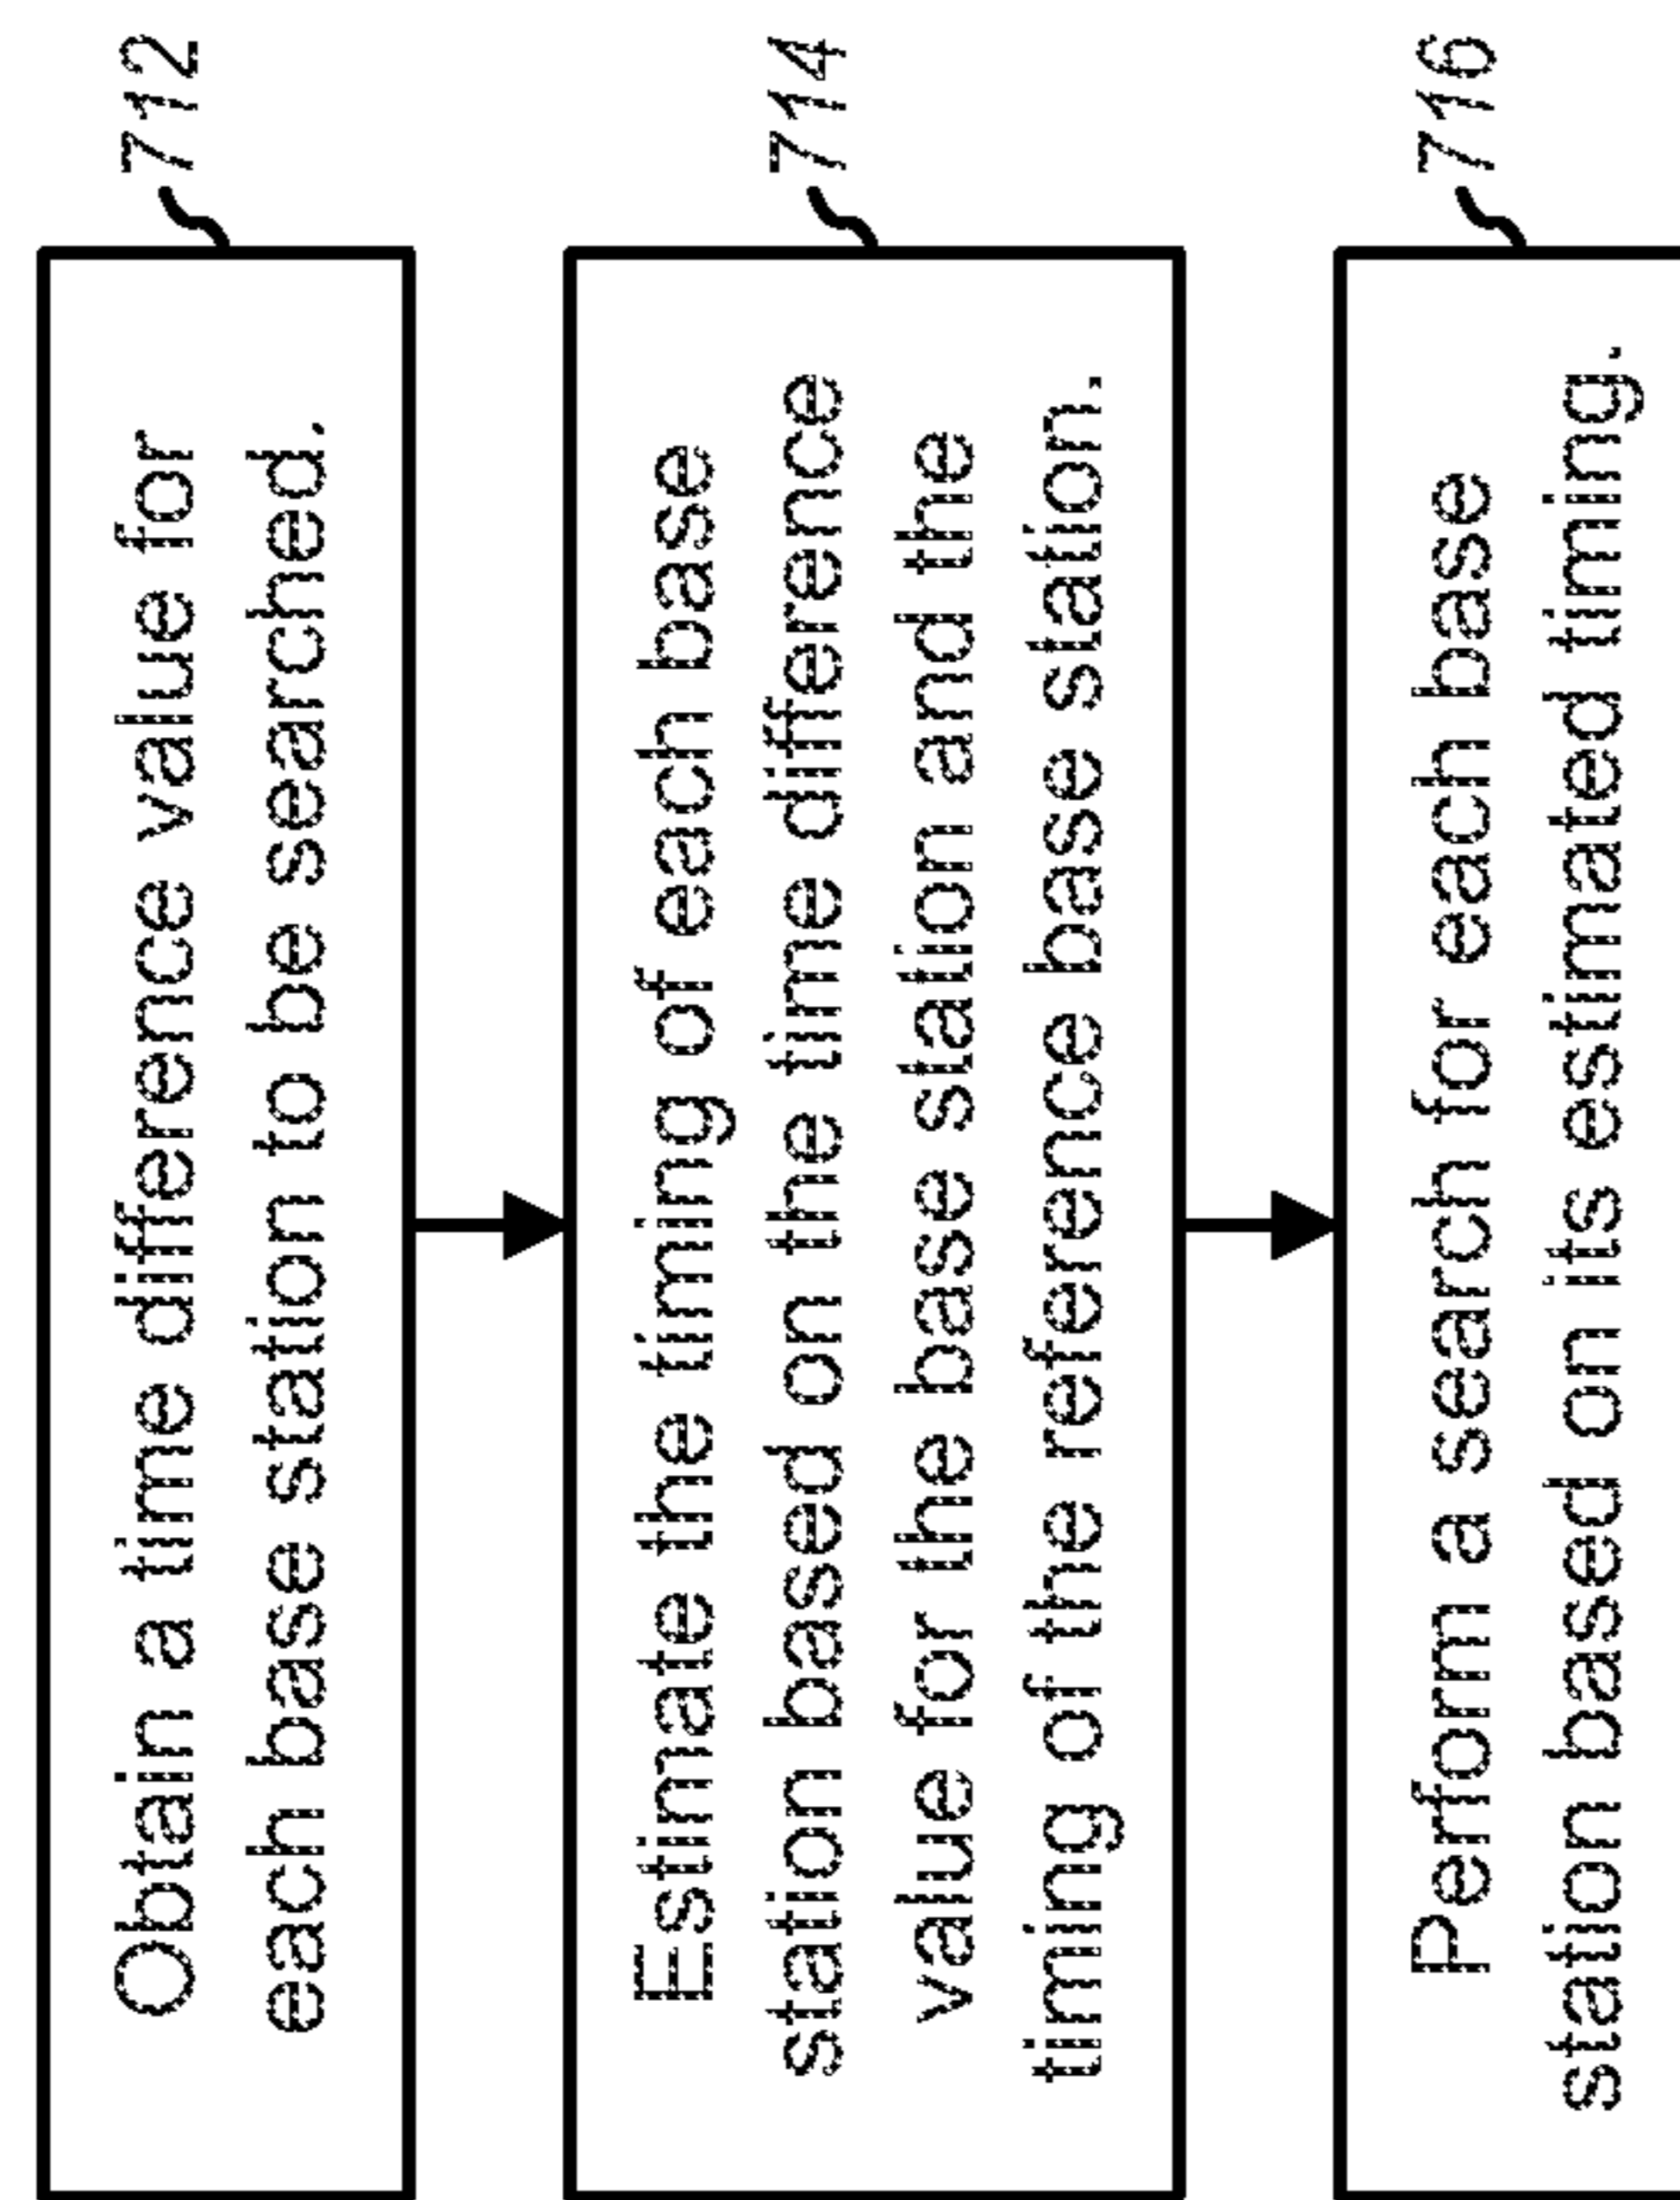 712
Obtain a time difference value for
each base station to be searched.
714
Estimate the timing of each base
station based on the time difference
value for the base station and the
timing of the reference base station.
716
Perform a search for each base
station based on its estimated timing.